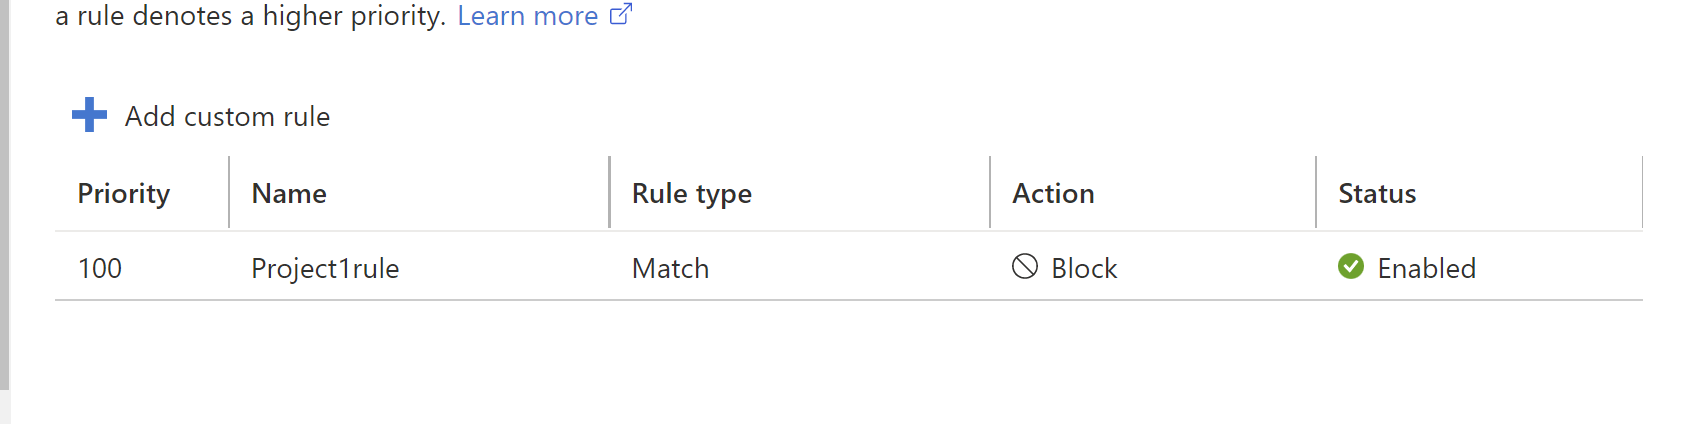 a rule denotes a higher priority. Learn more
Add custom rule
Priority Name Rule type Action Status
100 Project1rule Match Block Enabled